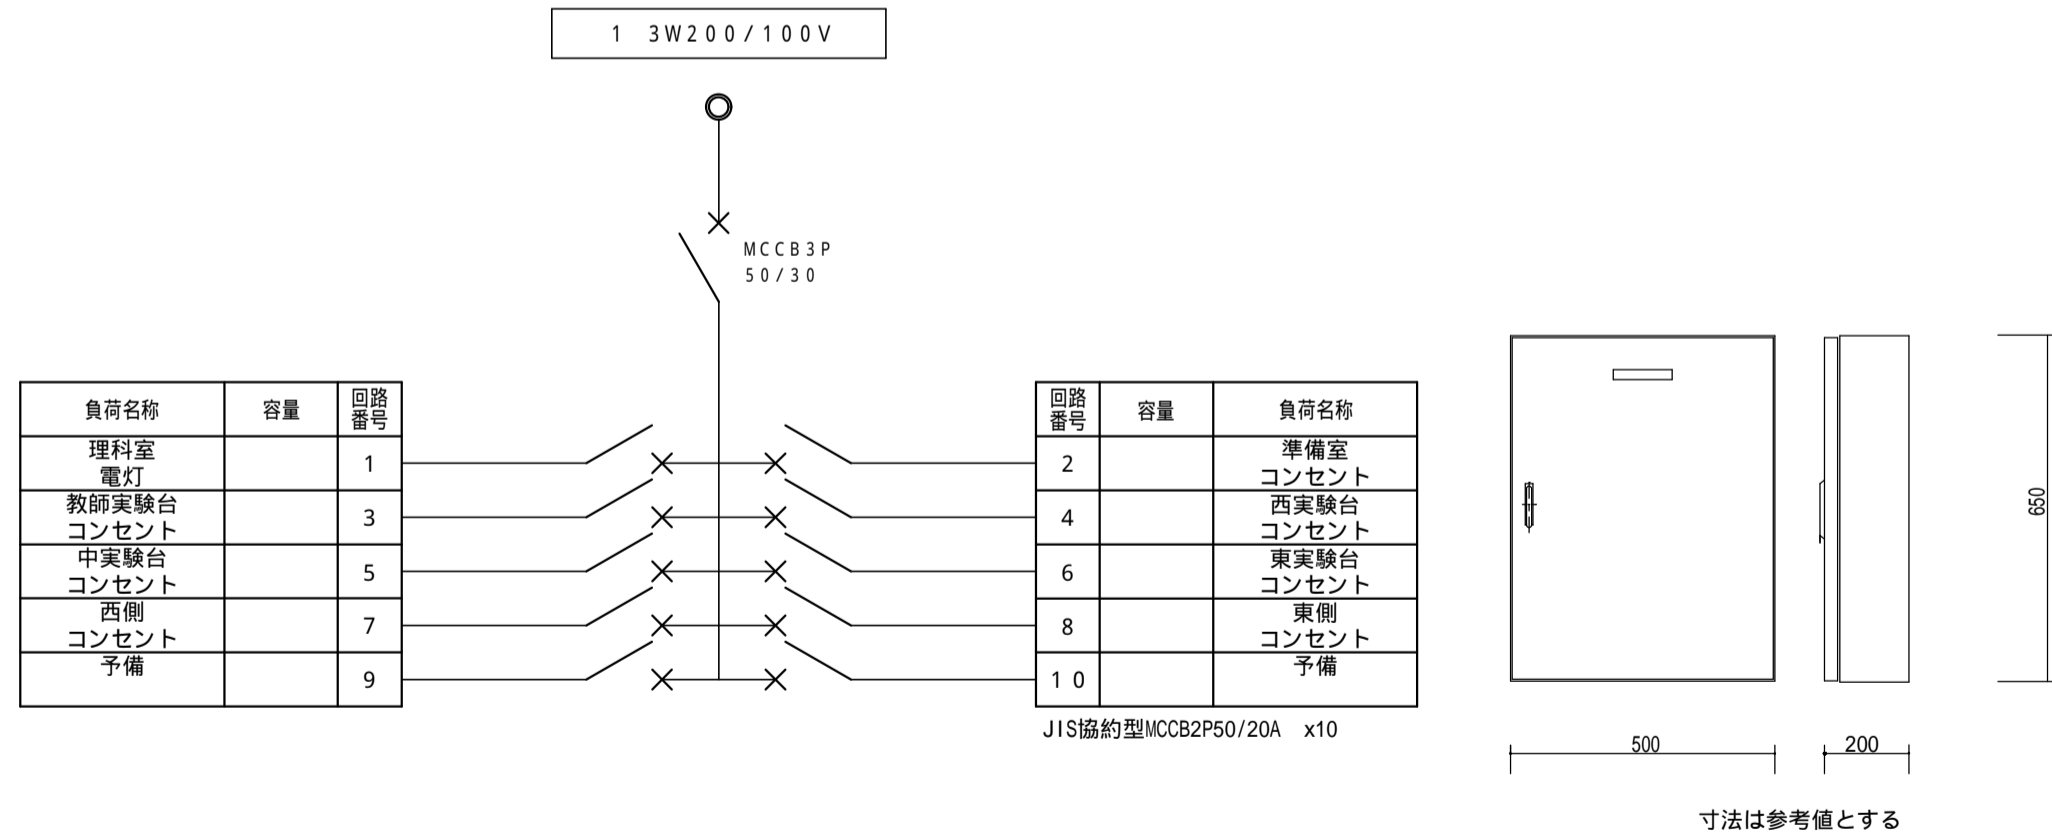 1 3W200/100V
MCCB3P
50/30
負荷名称 容量 回路番号
理科室
電灯
1
教師実験台
コンセント
3
中実験台
コンセント
5
西側
コンセント
7
予備
9
回路番号 容量 負荷名称
2
準備室
コンセント
4
西実験台
コンセント
6
東実験台
コンセント
8
東側
コンセント
10
予備
JIS協約型MCCB2P50/20A x10
650
500
200
寸法は参考値とする